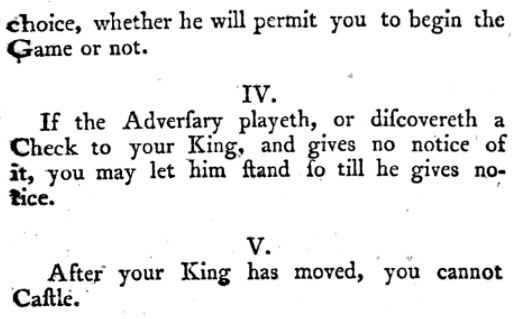 choice, whether he will permit you to begin the
Game or not.
IV.
If the Adverſary playeth, or diſcovereth a
Check to your King, and gives no notice of
it, you may let him ſtand ſo till he gives no-
tice.
V.
After your King has moved, you cannot
Caſtle.